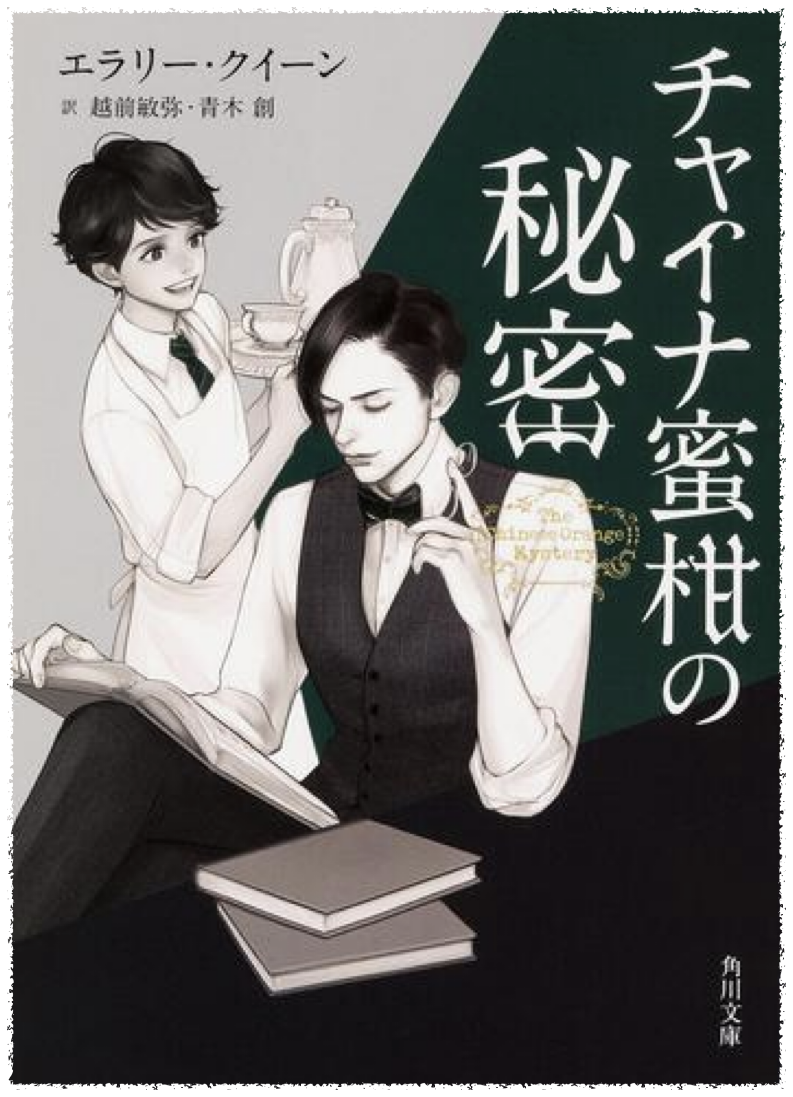 エラリー・クイーン
訳 越前敏弥・青木 創
チャイナ蜜柑の
秘密
The
Chinese Orange
Mystery
角川文庫